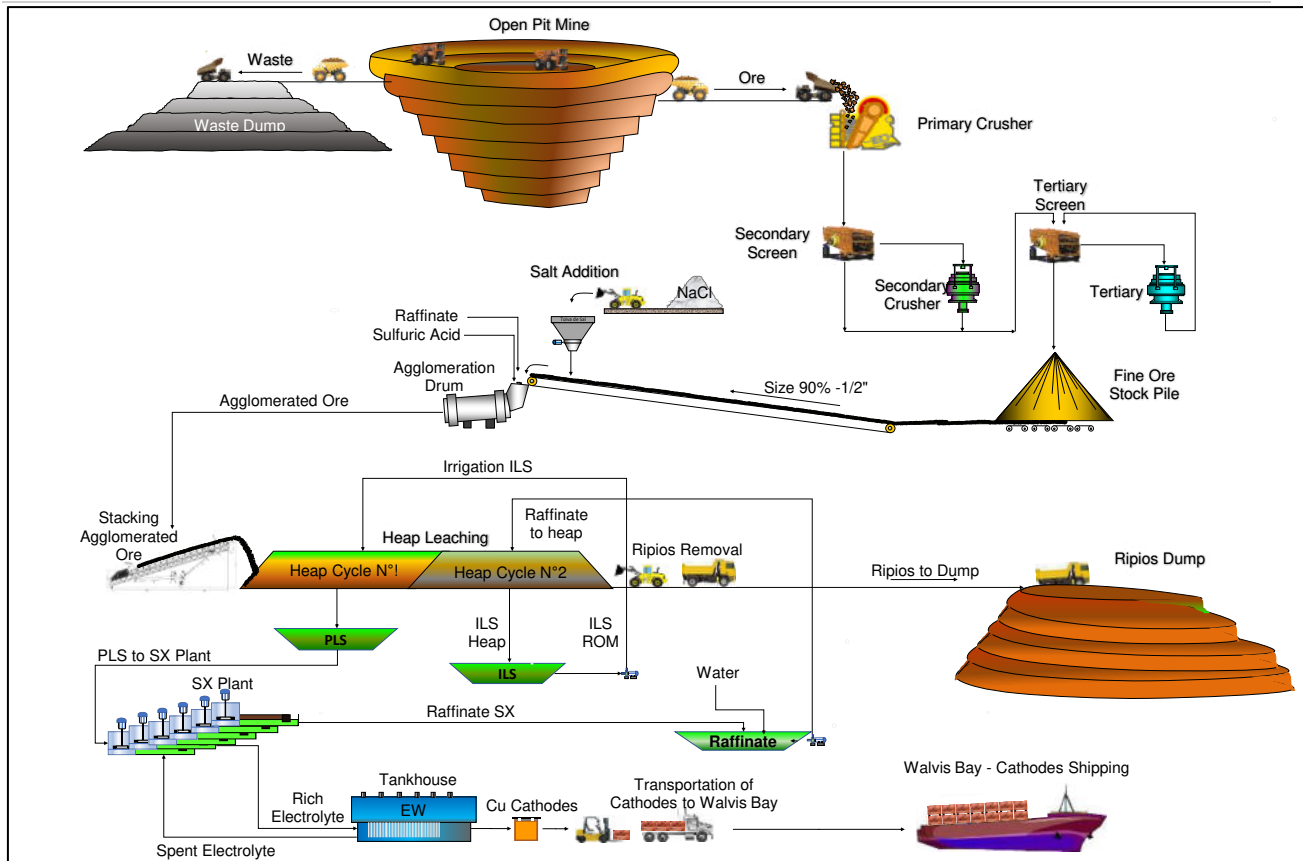 Open Pit Mine
Waste
Ore
Waste Dump
Primary Crusher
Tertiary
Screen
Secondary
Screen
Salt Addition
NaCl
Secondary
Crusher
Tertiary
Tolva de Sal
Raffinate
Sulfuric Acid
Agglomeration
Drum
Size 90% -1/2"
Fine Ore
Stock Pile
Agglomerated Ore
Irrigation ILS
Stacking
Agglomerated
Ore
Heap Leaching
Raffinate
to heap
Ripios Removal
Ripios Dump
Heap Cycle N°!
Heap Cycle N°2
Ripios to Dump
PLS
ILS
Heap
ILS
ROM
PLS to SX Plant
ILS
Water
SX Plant
Raffinate SX
Raffinate
Tankhouse
Transportation of
Cathodes to Walvis Bay
Walvis Bay - Cathodes Shipping
Rich
Electrolyte
EW
Cu Cathodes
Spent Electrolyte